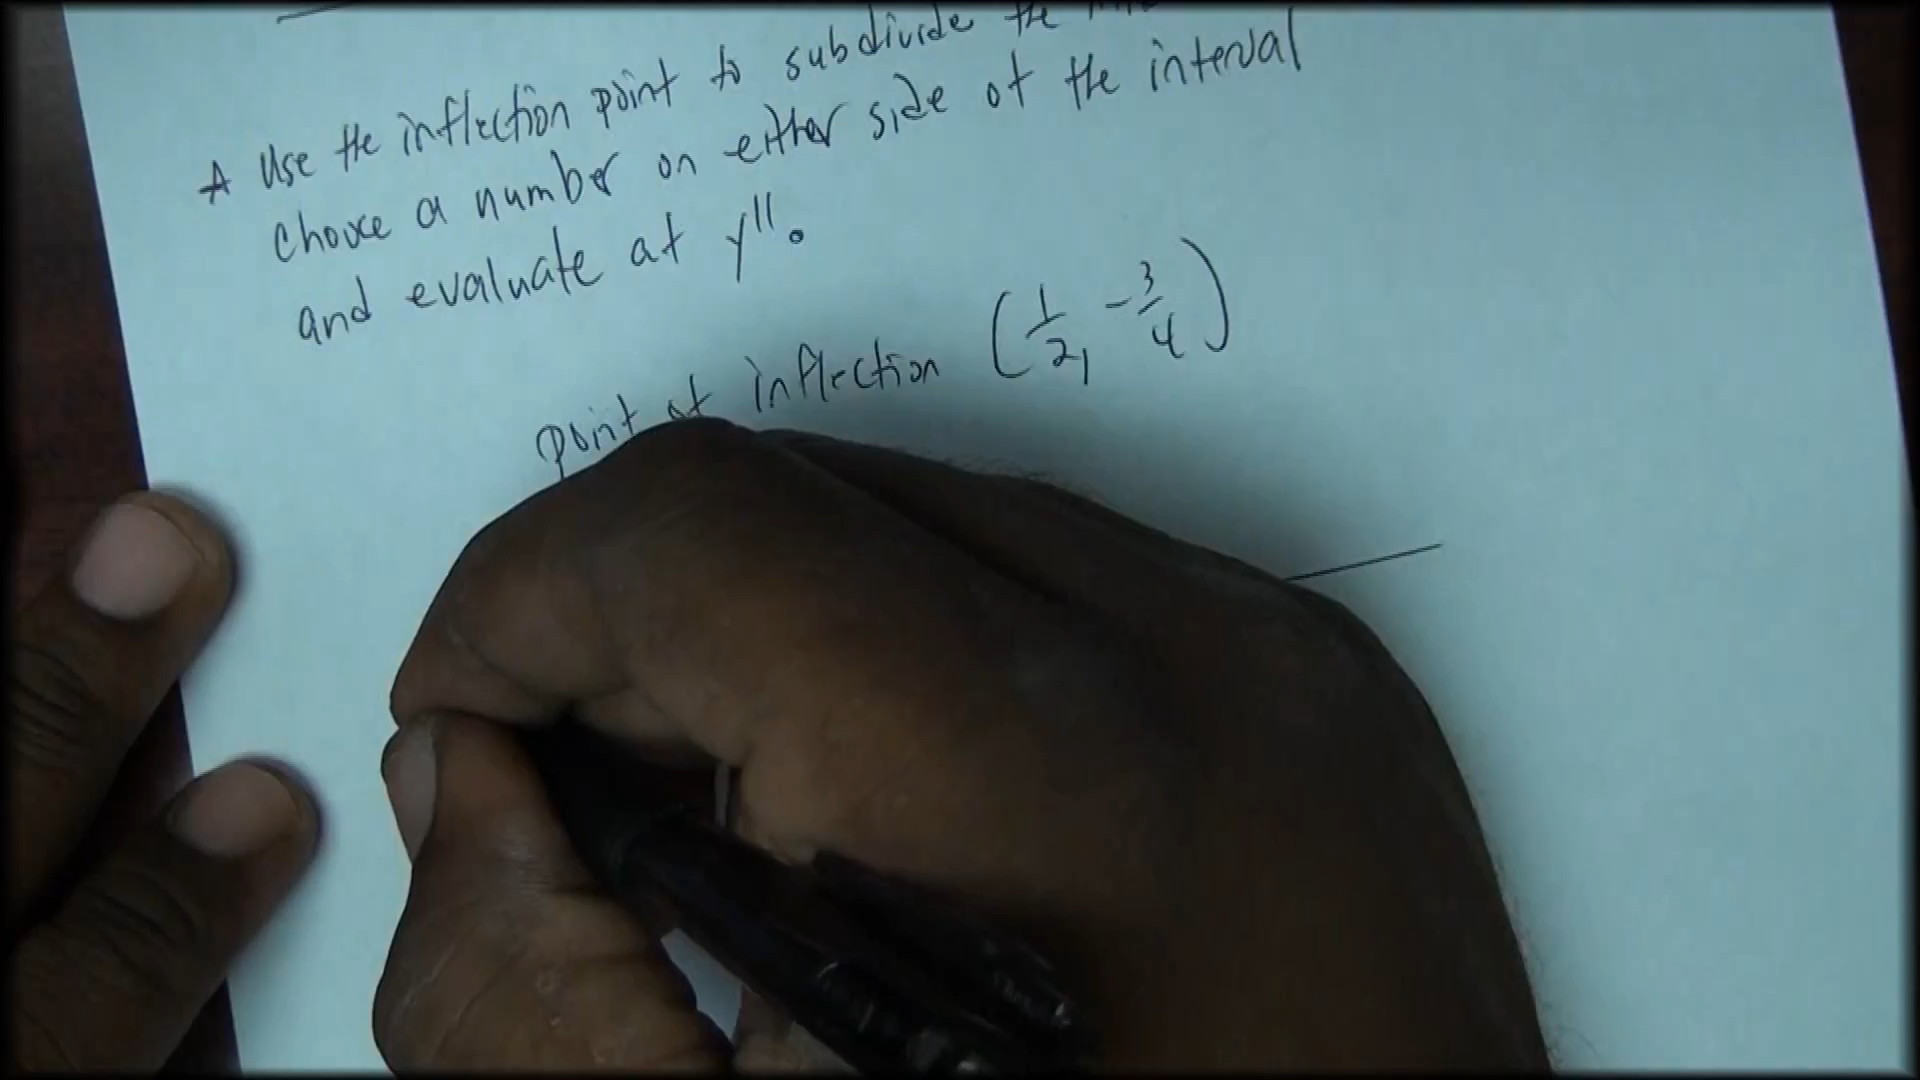 * Use the inflection point to subdivide the
choose a number on either side of the interval
and evaluate at y''.
point of inflection (1/2, -3/4)